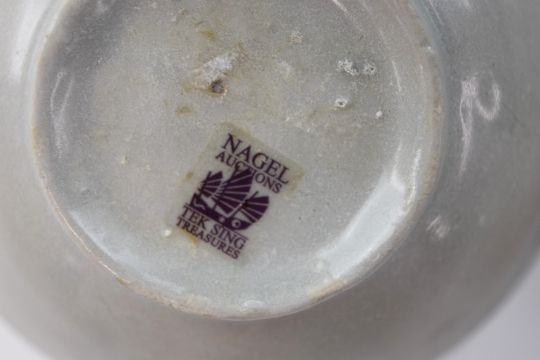 NAGEL
AUCTIONS
TEK SING
TREASURES